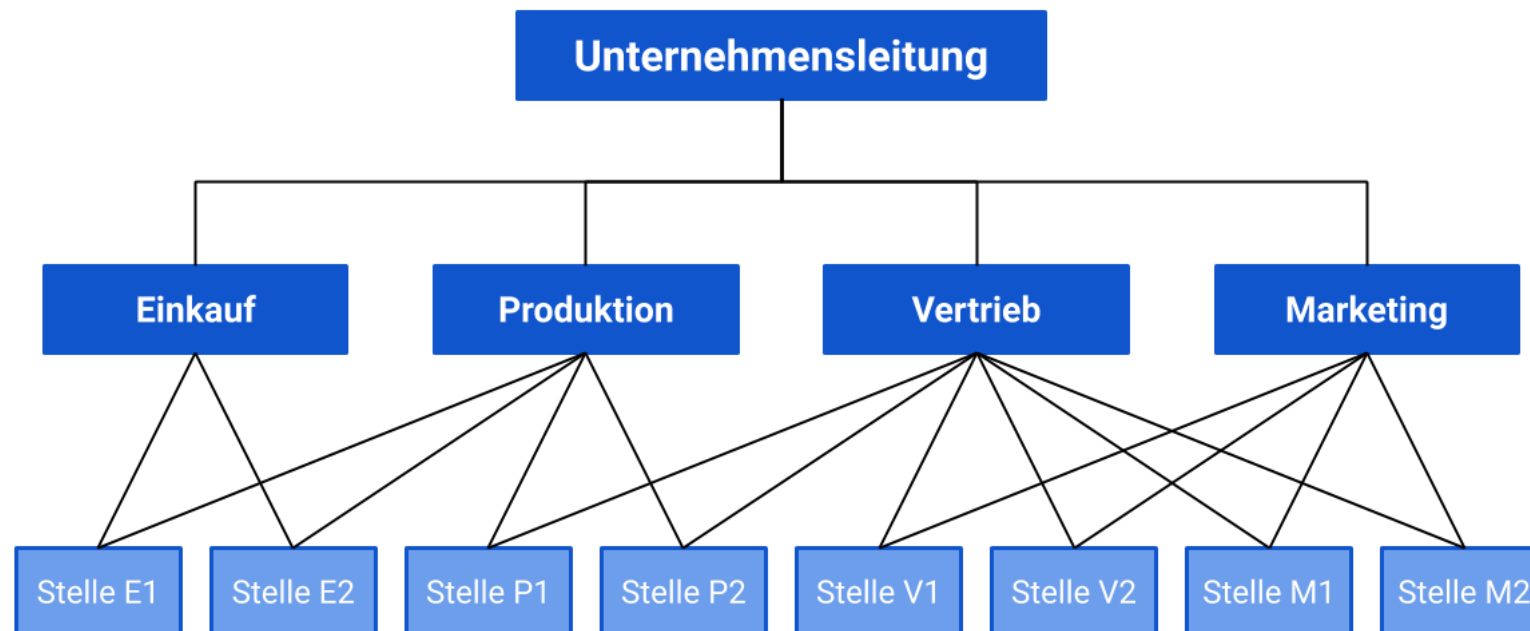 Unternehmensleitung
Einkauf
Produktion
Vertrieb
Marketing
Stelle E1
Stelle E2
Stelle P1
Stelle P2
Stelle V1
Stelle V2
Stelle M1
Stelle M2